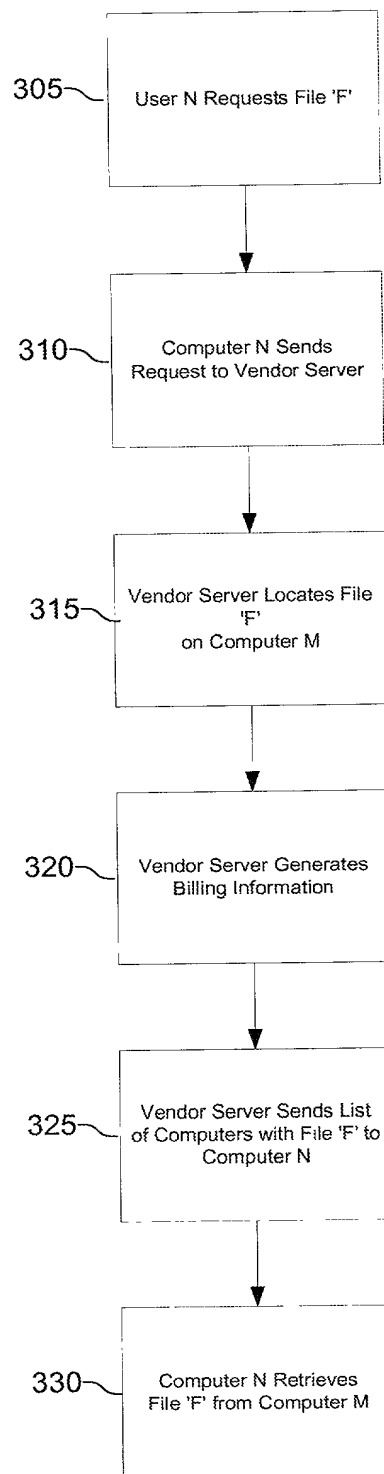 305
User N Requests File 'F'
310
Computer N Sends
Request to Vendor Server
315
Vendor Server Locates File
'F'
on Computer M
320
Vendor Server Generates
Billing Information
325
Vendor Server Sends List
of Computers with File 'F' to
Computer N
330
Computer N Retrieves
File 'F' from Computer M